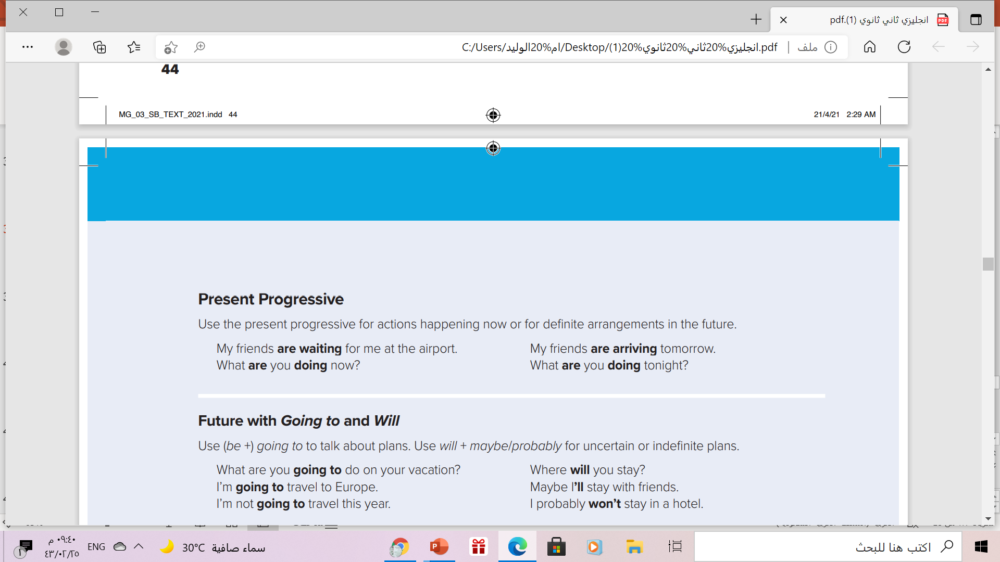 انجليزي ثاني ثانوي (1).pdf
ملف
C:/Users/ام%20الوليد/Desktop/انجليزي%20ثاني%20ثانوي%20(1).pdf
44
MG_03_SB_TEXT_2021.indd 44
21/4/21 2:29 AM
Present Progressive
Use the present progressive for actions happening now or for definite arrangements in the future.
My friends are waiting for me at the airport. My friends are arriving tomorrow.
What are you doing now? What are you doing tonight?
Future with Going to and Will
Use (be +) going to to talk about plans. Use will + maybe/probably for uncertain or indefinite plans.
What are you going to do on your vacation? Where will you stay?
I'm going to travel to Europe. Maybe I'll stay with friends.
I'm not going to travel this year. I probably won't stay in a hotel.
٠٩:٤٠ م
٤٣/٠٢/٢٥
ENG
30°C سماء صافية
اكتب هنا للبحث